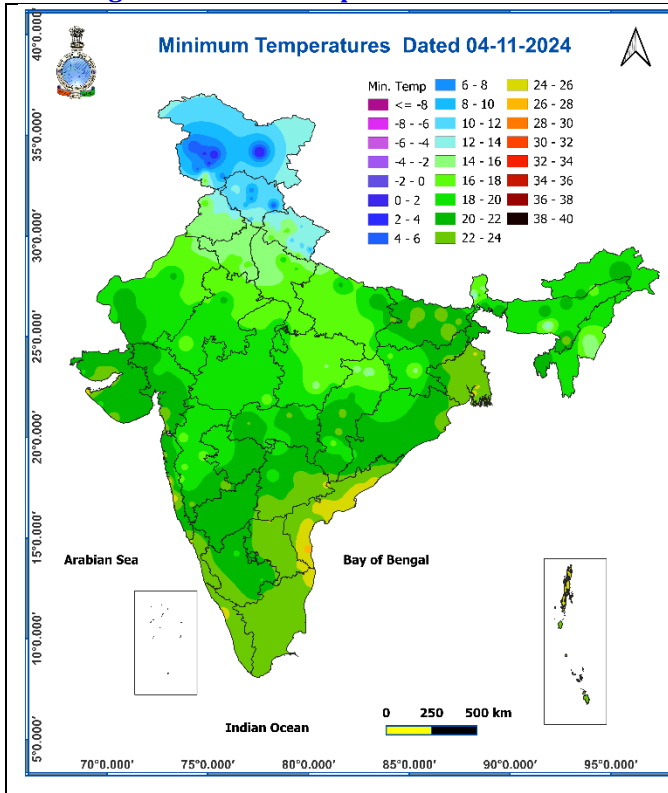 Minimum Temperatures Dated 04-11-2024
Min. Temp
<= -8
-8 - -6
-6 - -4
-4 - -2
-2 - 0
0 - 2
2 - 4
4 - 6
6 - 8
8 - 10
10 - 12
12 - 14
14 - 16
16 - 18
18 - 20
20 - 22
22 - 24
24 - 26
26 - 28
28 - 30
30 - 32
32 - 34
34 - 36
36 - 38
38 - 40
40°0.000'
35°0.000'
30°0.000'
25°0.000'
20°0.000'
15°0.000'
10°0.000'
5°0.000'
Arabian Sea
Bay of Bengal
Indian Ocean
0 250 500 km
70°0.000' 75°0.000' 80°0.000' 85°0.000' 90°0.000' 95°0.000'